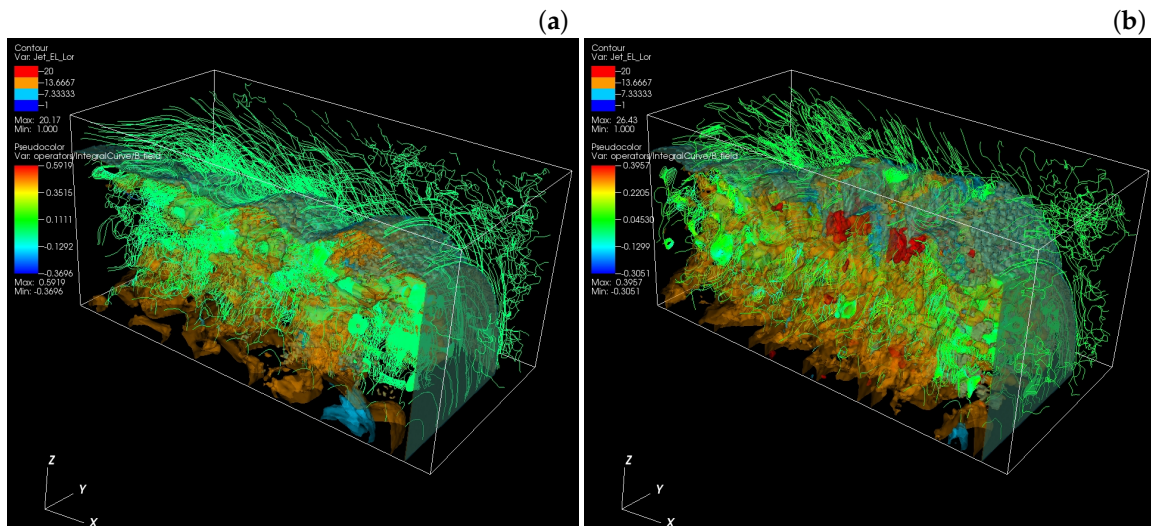 (a)
Contour
Var: Jet_EL_Lor
20
13.6667
7.33333
1
Max: 20.17
Min: 1.000
Pseudocolor
Var: operators/IntegralCurve/B_field
0.5919
0.3515
0.1111
-0.1292
-0.3696
Max: 0.5919
Min: -0.3696
Z
Y
X
(b)
Contour
Var: Jet_EL_Lor
20
13.6667
7.33333
1
Max: 26.43
Min: 1.000
Pseudocolor
Var: operators/IntegralCurve/B_field
0.3957
0.2205
0.04530
-0.1299
-0.3051
Max: 0.3957
Min: -0.3051
Z
Y
X